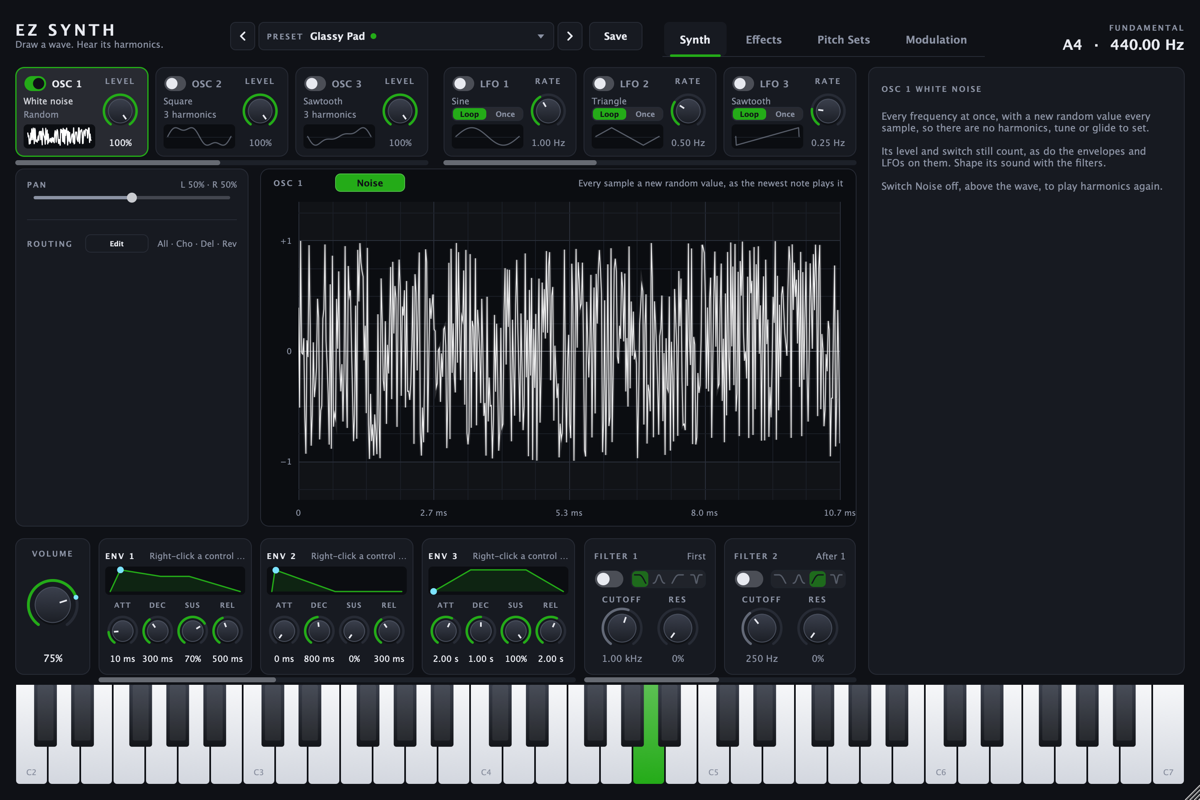 EZ SYNTH
Draw a wave. Hear its harmonics.
PRESET Glassy Pad
Save
Synth
Effects
Pitch Sets
Modulation
FUNDAMENTAL
A4 · 440.00 Hz
OSC 1
LEVEL
White noise
Random
100%
OSC 2
LEVEL
Square
3 harmonics
100%
OSC 3
LEVEL
Sawtooth
3 harmonics
100%
LFO 1
RATE
Sine
Loop
Once
1.00 Hz
LFO 2
RATE
Triangle
Loop
Once
0.50 Hz
LFO 3
RATE
Sawtooth
Loop
Once
0.25 Hz
OSC 1 WHITE NOISE
Every frequency at once, with a new random value every
sample, so there are no harmonics, tune or glide to set.
Its level and switch still count, as do the envelopes and
LFOs on them. Shape its sound with the filters.
Switch Noise off, above the wave, to play harmonics again.
PAN
L 50% · R 50%
ROUTING
Edit
All · Cho · Del · Rev
OSC 1
Noise
Every sample a new random value, as the newest note plays it
+1
0
−1
0
2.7 ms
5.3 ms
8.0 ms
10.7 ms
VOLUME
75%
ENV 1
Right-click a control ...
ATT
DEC
SUS
REL
10 ms
300 ms
70%
500 ms
ENV 2
Right-click a control ...
ATT
DEC
SUS
REL
0 ms
800 ms
0%
300 ms
ENV 3
Right-click a control ...
ATT
DEC
SUS
REL
2.00 s
1.00 s
100%
2.00 s
FILTER 1
First
CUTOFF
RES
1.00 kHz
0%
FILTER 2
After 1
CUTOFF
RES
250 Hz
0%
C2
C3
C4
C5
C6
C7